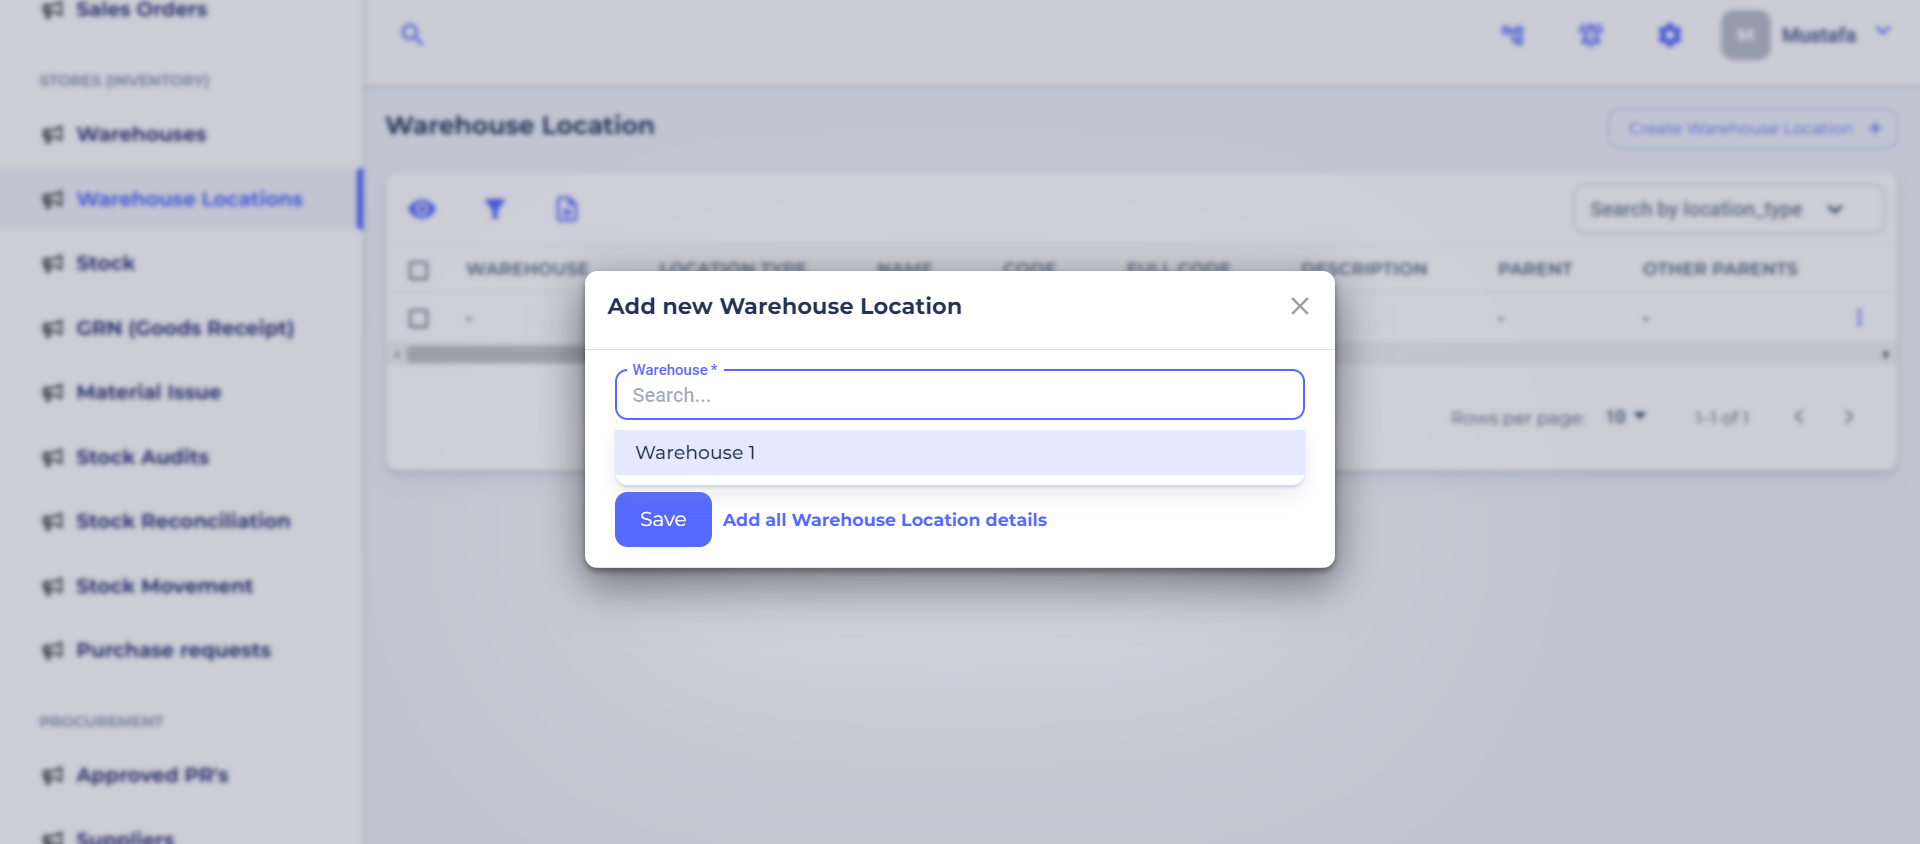 Sales Orders
STORES (INVENTORY)
Warehouses
Warehouse Locations
Stock
GRN (Goods Receipt)
Material Issue
Stock Audits
Stock Reconciliation
Stock Movement
Purchase requests
PROCUREMENT
Approved PR's
Suppliers
M Mustafa
Warehouse Location
Create Warehouse Location +
Search by location_type
WAREHOUSE LOCATION TYPE NAME CODE FULL CODE DESCRIPTION PARENT OTHER PARENTS
- - -
Rows per page: 10 1-1 of 1
Add new Warehouse Location
Warehouse *
Search...
Warehouse 1
Save Add all Warehouse Location details